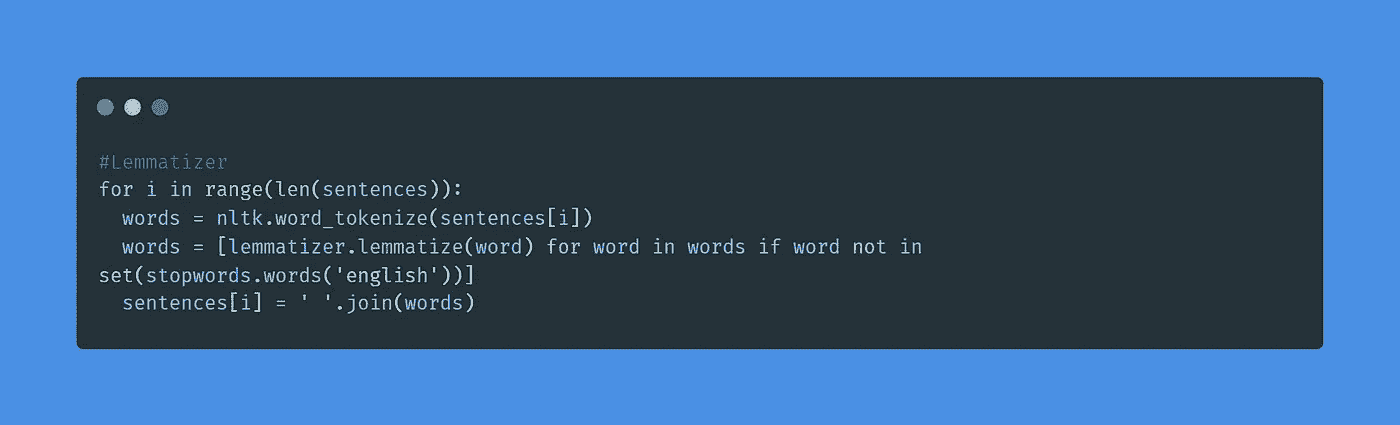 #Lemmatizer
for i in range(len(sentences)):
  words = nltk.word_tokenize(sentences[i])
  words = [lemmatizer.lemmatize(word) for word in words if word not in
set(stopwords.words('english'))]
  sentences[i] = ' '.join(words)